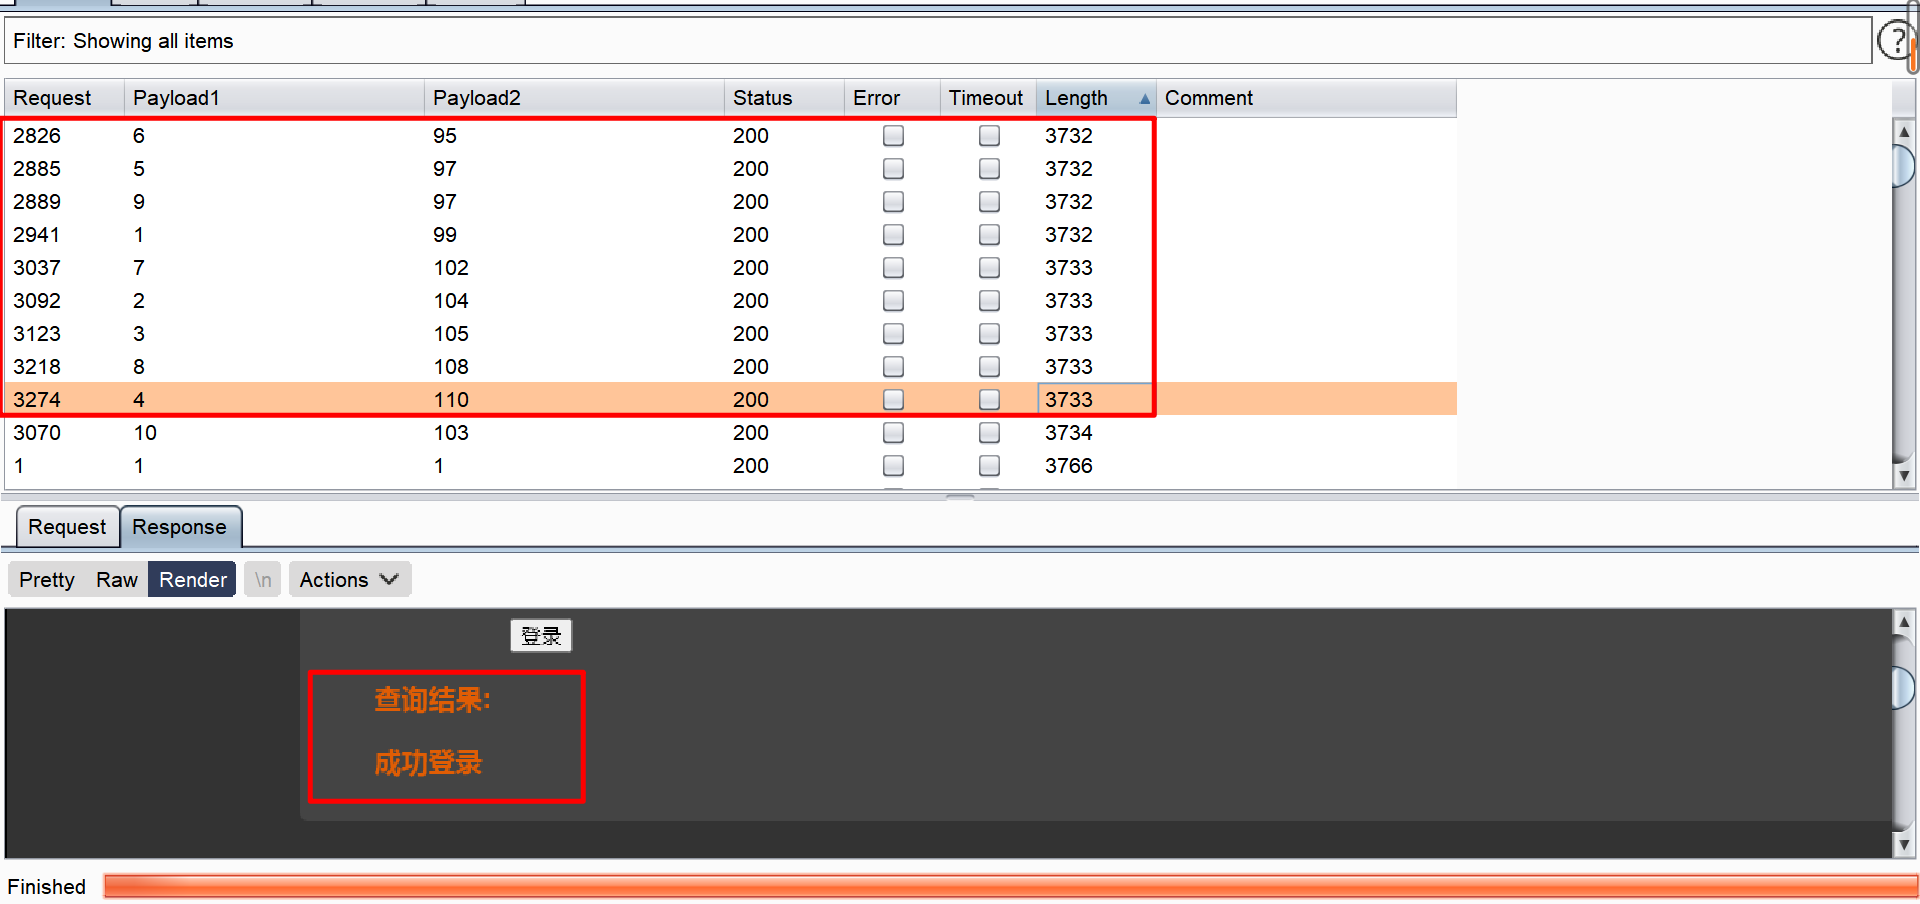 Filter: Showing all items
?
Request Payload1 Payload2 Status Error Timeout Length Comment
2826 6 95 200 3732
2885 5 97 200 3732
2889 9 97 200 3732
2941 1 99 200 3732
3037 7 102 200 3733
3092 2 104 200 3733
3123 3 105 200 3733
3218 8 108 200 3733
3274 4 110 200 3733
3070 10 103 200 3734
1 1 1 200 3766
Request Response
Pretty Raw Render \n Actions
登录
查询结果:
成功登录
Finished